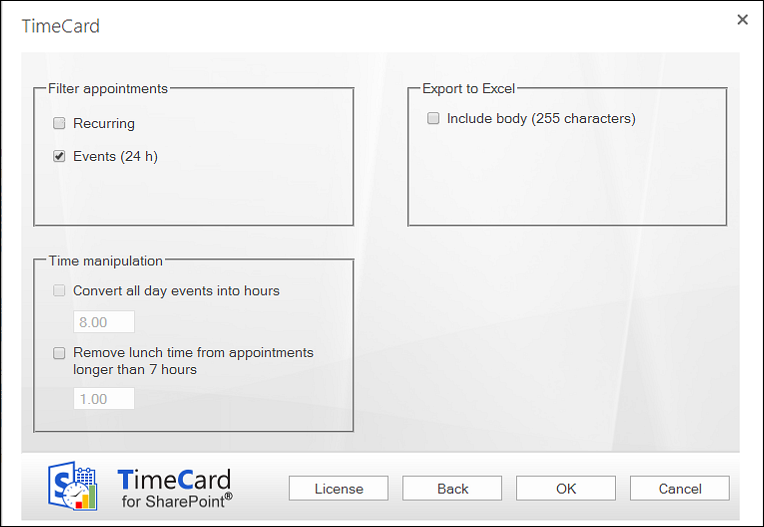 TimeCard
Filter appointments
Recurring
Events (24 h)
Export to Excel
Include body (255 characters)
Time manipulation
Convert all day events into hours
8.00
Remove lunch time from appointments
longer than 7 hours
1.00
S
TimeCard
for SharePoint®
License
Back
OK
Cancel